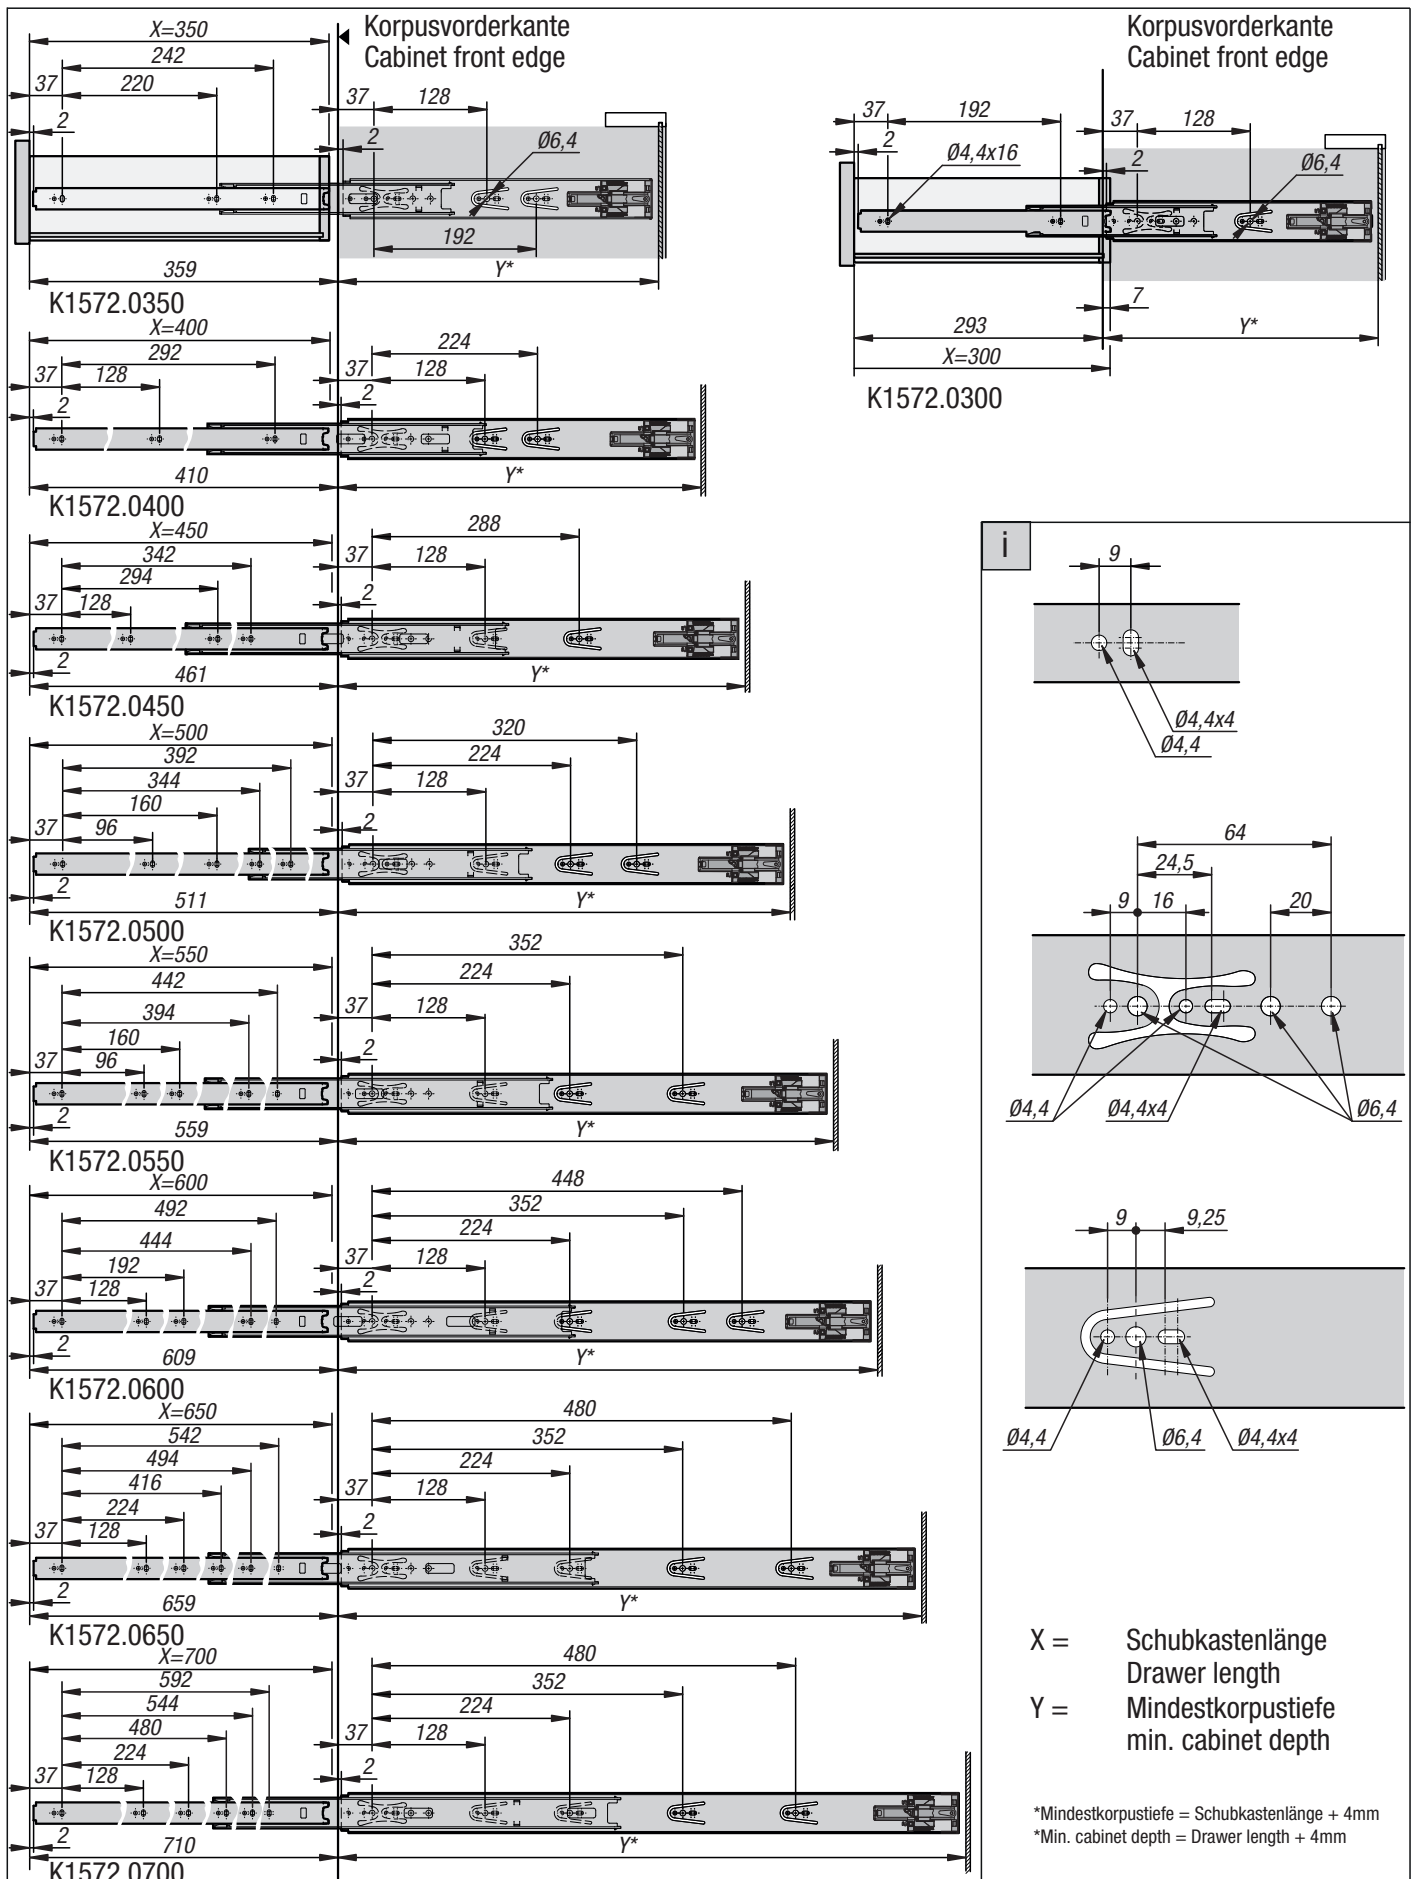 Korpusvorderkante
Cabinet front edge
X=350
242
37 220
2
37 128
2
Ø6,4
192
359 Y*
K1572.0350
Korpusvorderkante
Cabinet front edge
37 192
2
Ø4,4x16
37 128
2
Ø6,4
7
293 Y*
X=300
K1572.0300
X=400
292 224
37 128 37 128
2 2
410 Y*
K1572.0400
X=450
342 288
294 37 128
37 128 2
2
461 Y*
K1572.0450
X=500
392 320
344 224
160 37 128
37 96 2
2
511 Y*
K1572.0500
X=550
442 352
394 224
160 37 128
37 96 2
2
559 Y*
K1572.0550
X=600
492 448
444 352
192 224
37 128 37 128
2 2
609 Y*
K1572.0600
X=650
542 480
494 352
416 224
224 37 128
37 128 2
2
659 Y*
K1572.0650
X=700
592 480
544 352
480 224
224 37 128
37 128 2
2
710 Y*
K1572.0700
i
9
Ø4,4x4
Ø4,4
64
24,5
9 16 20
Ø4,4 Ø4,4x4 Ø6,4
9 9,25
Ø4,4 Ø6,4 Ø4,4x4
X = Schubkastenlänge
Drawer length
Y = Mindestkorpustiefe
min. cabinet depth
*Mindestkorpustiefe = Schubkastenlänge + 4mm
*Min. cabinet depth = Drawer length + 4mm